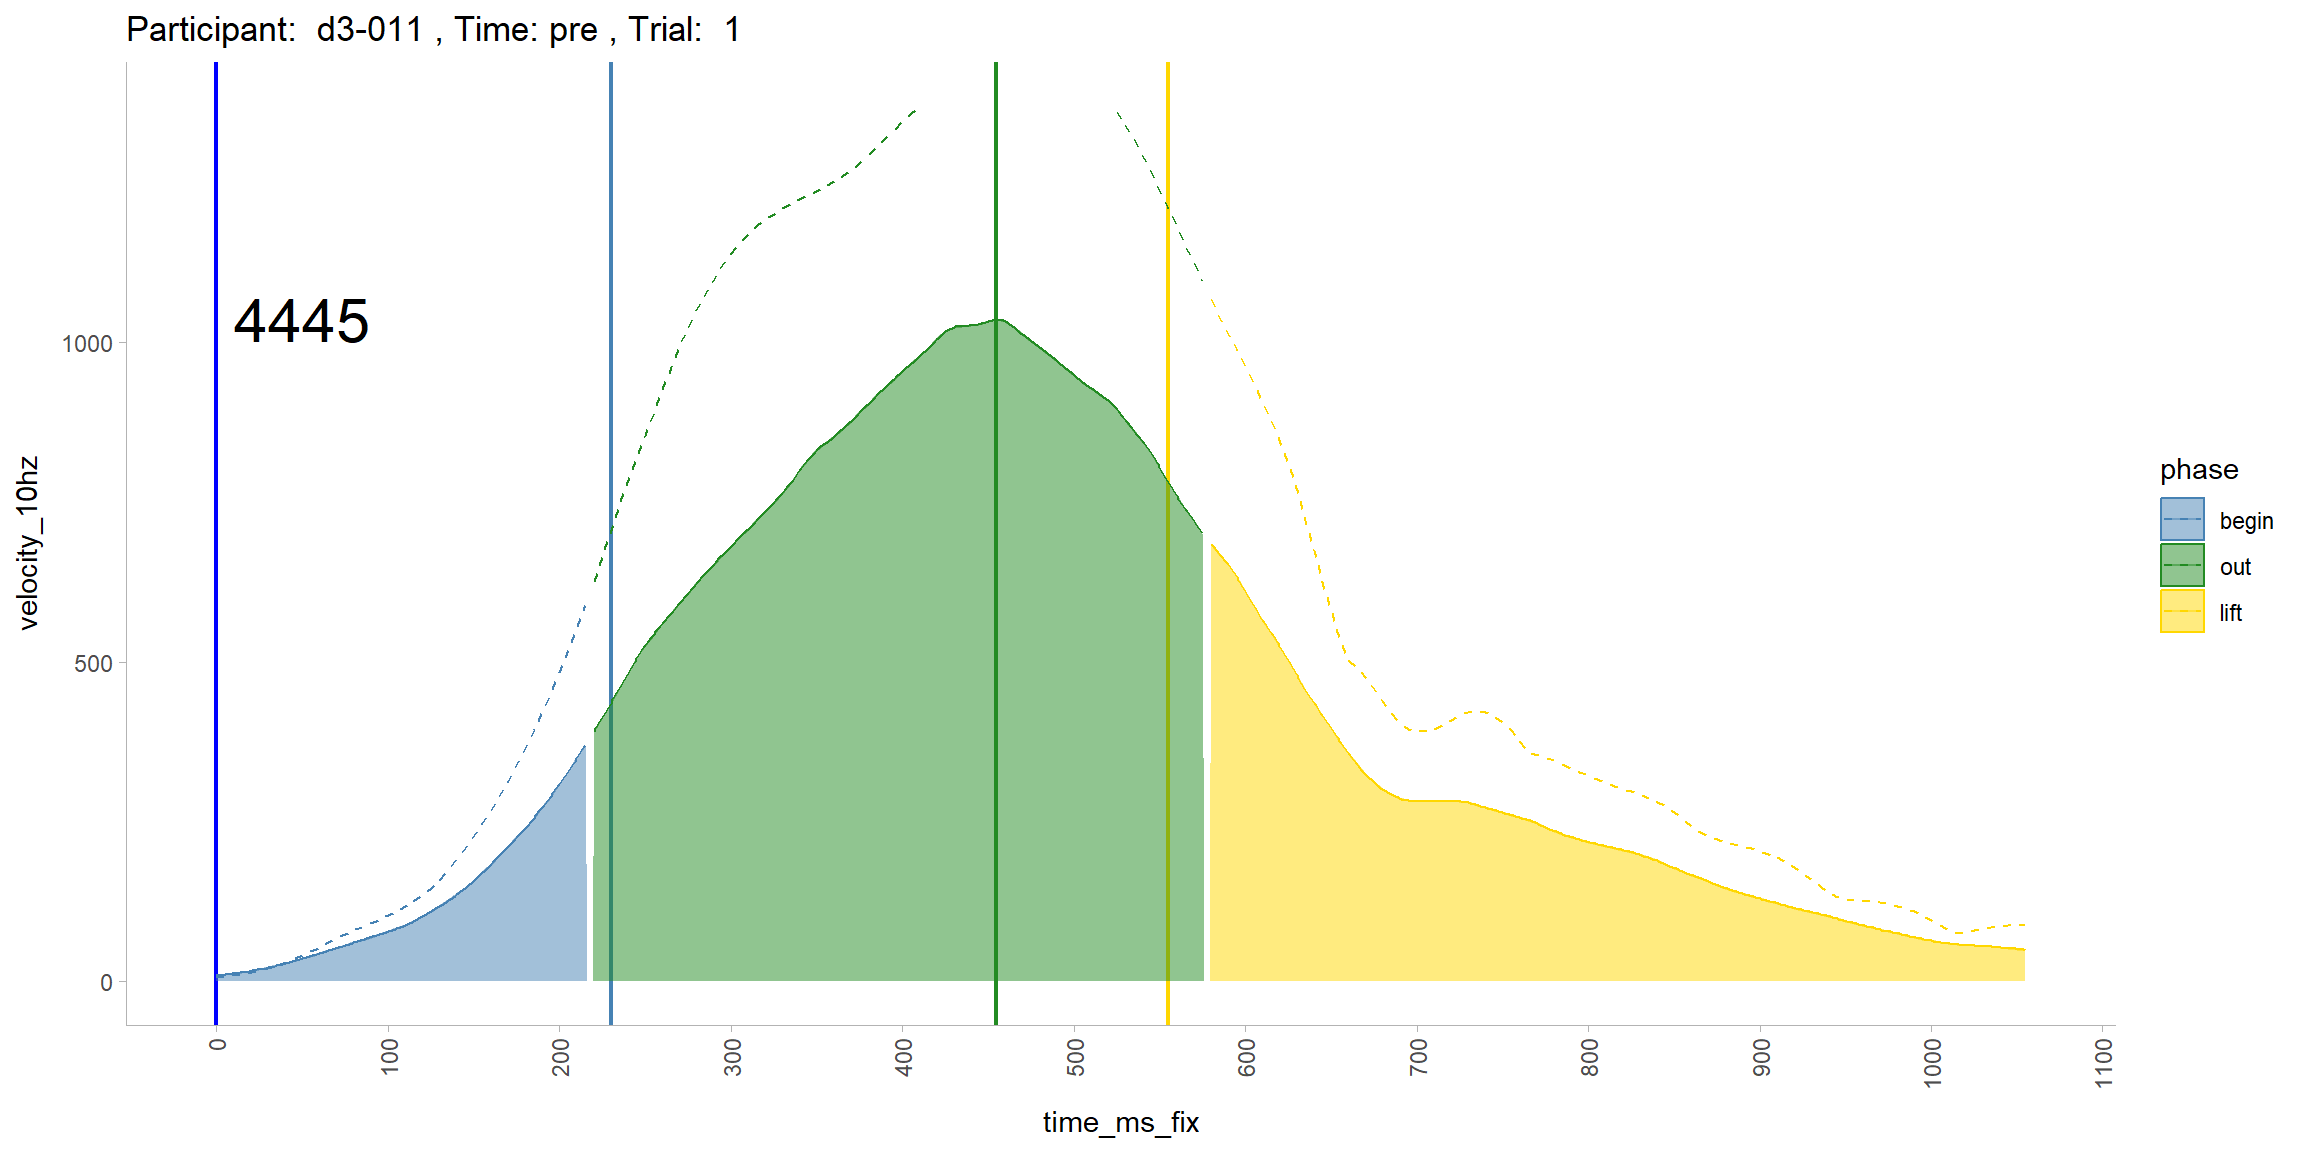 Participant:  d3-011 , Time: pre , Trial:  1
4445
velocity_10hz
1000
500
0
0
100
200
300
400
500
600
700
800
900
1000
1100
time_ms_fix
phase
begin
out
lift